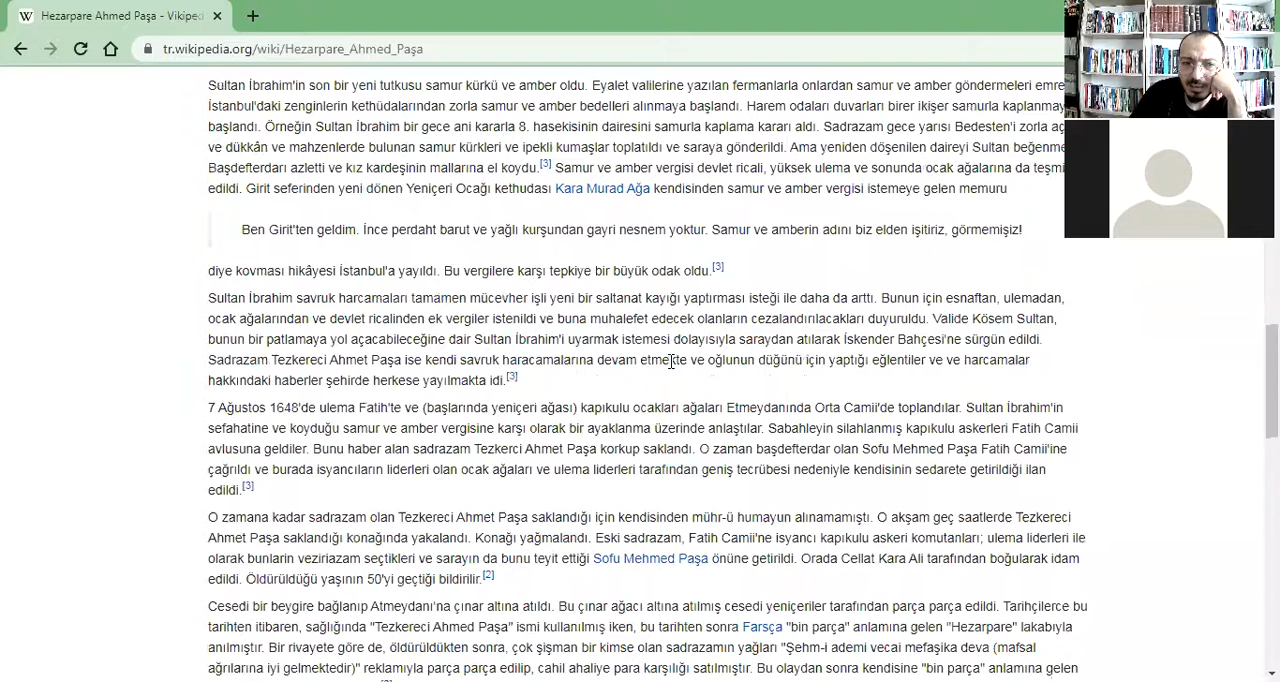 Hezarpare Ahmed Paşa - Vikiped
tr.wikipedia.org/wiki/Hezarpare_Ahmed_Paşa
Sultan İbrahim'in son bir yeni tutkusu samur kürkü ve amber oldu. Eyalet valilerine yazılan fermanlarla onlardan samur ve amber göndermeleri emre
İstanbul'daki zenginlerin kethüdalarından zorla samur ve amber bedelleri alınmaya başlandı. Harem odaları duvarları birer ikişer samurla kaplanmay
başlandı. Örneğin Sultan İbrahim bir gece ani kararla 8. hasekisinin dairesini samurla kaplama kararı aldı. Sadrazam gece yarısı Bedesten'i zorla aç
ve dükkân ve mahzenlerde bulunan samur kürkleri ve ipekli kumaşlar toplatıldı ve saraya gönderildi. Ama yeniden döşenilen daireyi Sultan beğenme
Başdefterdarı azletti ve kız kardeşinin mallarına el koydu.[3] Samur ve amber vergisi devlet ricali, yüksek ulema ve sonunda ocak ağalarına da teşmi
edildi. Girit seferinden yeni dönen Yeniçeri Ocağı kethudası Kara Murad Ağa kendisinden samur ve amber vergisi istemeye gelen memuru
Ben Girit'ten geldim. İnce perdaht barut ve yağlı kurşundan gayri nesnem yoktur. Samur ve amberin adını biz elden işitiriz, görmemişiz!
diye kovması hikâyesi İstanbul'a yayıldı. Bu vergilere karşı tepkiye bir büyük odak oldu.[3]
Sultan İbrahim savruk harcamaları tamamen mücevher işli yeni bir saltanat kayığı yaptırması isteği ile daha da arttı. Bunun için esnaftan, ulemadan,
ocak ağalarından ve devlet ricalinden ek vergiler istenildi ve buna muhalefet edecek olanların cezalandırılacakları duyuruldu. Valide Kösem Sultan,
bunun bir patlamaya yol açacabileceğine dair Sultan İbrahim'i uyarmak istemesi dolayısıyla saraydan atılarak İskender Bahçesi'ne sürgün edildi.
Sadrazam Tezkereci Ahmet Paşa ise kendi savruk haracamalarına devam etmekte ve oğlunun düğünü için yaptığı eğlentiler ve ve harcamalar
hakkındaki haberler şehirde herkese yayılmakta idi.[3]
7 Ağustos 1648'de ulema Fatih'te ve (başlarında yeniçeri ağası) kapıkulu ocakları ağaları Etmeydanında Orta Camii'de toplandılar. Sultan İbrahim'in
sefahatine ve koyduğu samur ve amber vergisine karşı olarak bir ayaklanma üzerinde anlaştılar. Sabahleyin silahlanmış kapıkulu askerleri Fatih Camii
avlusuna geldiler. Bunu haber alan sadrazam Tezkerci Ahmet Paşa korkup saklandı. O zaman başdefterdar olan Sofu Mehmed Paşa Fatih Camii'ine
çağrıldı ve burada isyancıların liderleri olan ocak ağaları ve ulema liderleri tarafından geniş tecrübesi nedeniyle kendisinin sedarete getirildiği ilan
edildi.[3]
O zamana kadar sadrazam olan Tezkereci Ahmet Paşa saklandığı için kendisinden mühr-ü humayun alınamamıştı. O akşam geç saatlerde Tezkereci
Ahmet Paşa saklandığı konağında yakalandı. Konağı yağmalandı. Eski sadrazam, Fatih Camii'ne isyancı kapıkulu askeri komutanları; ulema liderleri ile
olarak bunlarin veziriazam seçtikleri ve sarayın da bunu teyit ettiği Sofu Mehmed Paşa önüne getirildi. Orada Cellat Kara Ali tarafından boğularak idam
edildi. Öldürüldüğü yaşının 50'yi geçtiği bildirilir.[2]
Cesedi bir beygire bağlanıp Atmeydanı'na çınar altına atıldı. Bu çınar ağacı altına atılmış cesedi yeniçeriler tarafından parça parça edildi. Tarihçilerce bu
tarihten itibaren, sağlığında "Tezkereci Ahmed Paşa" ismi kullanılmış iken, bu tarihten sonra Farsça "bin parça" anlamına gelen "Hezarpare" lakabıyla
anılmıştır. Bir rivayete göre de, öldürüldükten sonra, çok şişman bir kimse olan sadrazamın yağları "Şehm-i ademi vecai mefaşika deva (mafsal
ağrılarına iyi gelmektedir)" reklamıyla parça parça edilip, cahil ahaliye para karşılığı satılmıştır. Bu olaydan sonra kendisine "bin parça" anlamına gelen